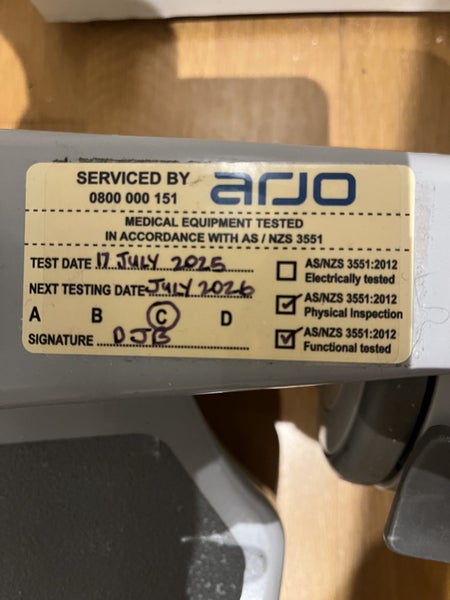 SERVICED BY arjo
0800 000 151
MEDICAL EQUIPMENT TESTED
IN ACCORDANCE WITH AS / NZS 3551
TEST DATE 17 JULY 2025
NEXT TESTING DATE JULY 2026
A B C D
SIGNATURE DJB
AS/NZS 3551:2012
Electrically tested
AS/NZS 3551:2012
Physical Inspection
AS/NZS 3551:2012
Functional tested